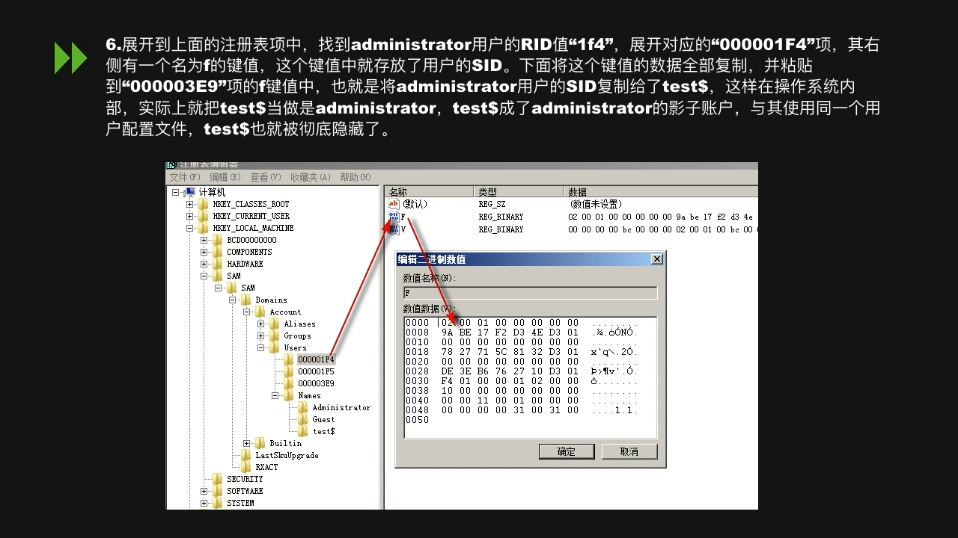 6.展开到上面的注册表项中，找到administrator用户的RID值“1f4”，展开对应的“000001F4”项，其右
侧有一个名为f的键值，这个键值中就存放了用户的SID。下面将这个键值的数据全部复制，并粘贴
到“000003E9”项的f键值中，也就是将administrator用户的SID复制给了test$，这样在操作系统内
部，实际上就把test$当做是administrator，test$成了administrator的影子账户，与其使用同一个用
户配置文件，test$也就被彻底隐藏了。
注册表编辑器
文件(F) 编辑(E) 查看(V) 收藏夹(A) 帮助(H)
计算机
HKEY_CLASSES_ROOT
HKEY_CURRENT_USER
HKEY_LOCAL_MACHINE
BCD00000000
COMPONENTS
HARDWARE
SAM
SAM
Domains
Account
Aliases
Groups
Users
000001F4
000001F5
000003E9
Names
Administrator
Guest
test$
Builtin
LastSkuUpgrade
RXACT
SECURITY
SOFTWARE
SYSTEM
名称 类型 数据
(默认) REG_SZ (数值未设置)
F REG_BINARY 02 00 01 00 00 00 00 00 9a be 17 f2 d3 4e
V REG_BINARY 00 00 00 00 bc 00 00 00 02 00 01 00 bc 00
编辑二进制数值
数值名称(N):
F
数值数据(V):
0000 02 00 01 00 00 00 00 00 ........
0008 9A BE 17 F2 D3 4E D3 01 .¾.òÓNÓ.
0010 00 00 00 00 00 00 00 00 ........
0018 78 27 71 5C 81 32 D3 01 x'q\.2Ó.
0020 00 00 00 00 00 00 00 00 ........
0028 DE 3E B6 76 27 10 D3 01 Þ>¶v'.Ó.
0030 F4 01 00 00 01 02 00 00 ô.......
0038 10 00 00 00 00 00 00 00 ........
0040 00 00 11 00 01 00 00 00 ........
0048 00 00 00 00 31 00 31 00 ....1.1.
0050
确定 取消